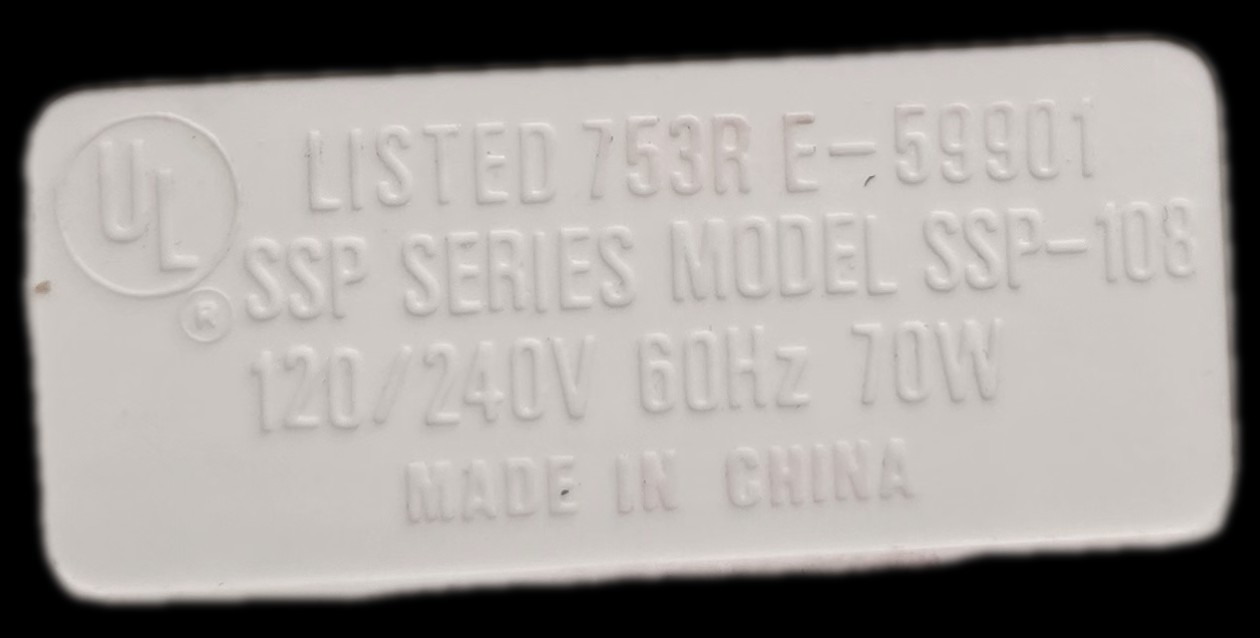 UL LISTED 753R E-59901
® SSP SERIES MODEL SSP-108
120/240V 60Hz 70W
MADE IN CHINA